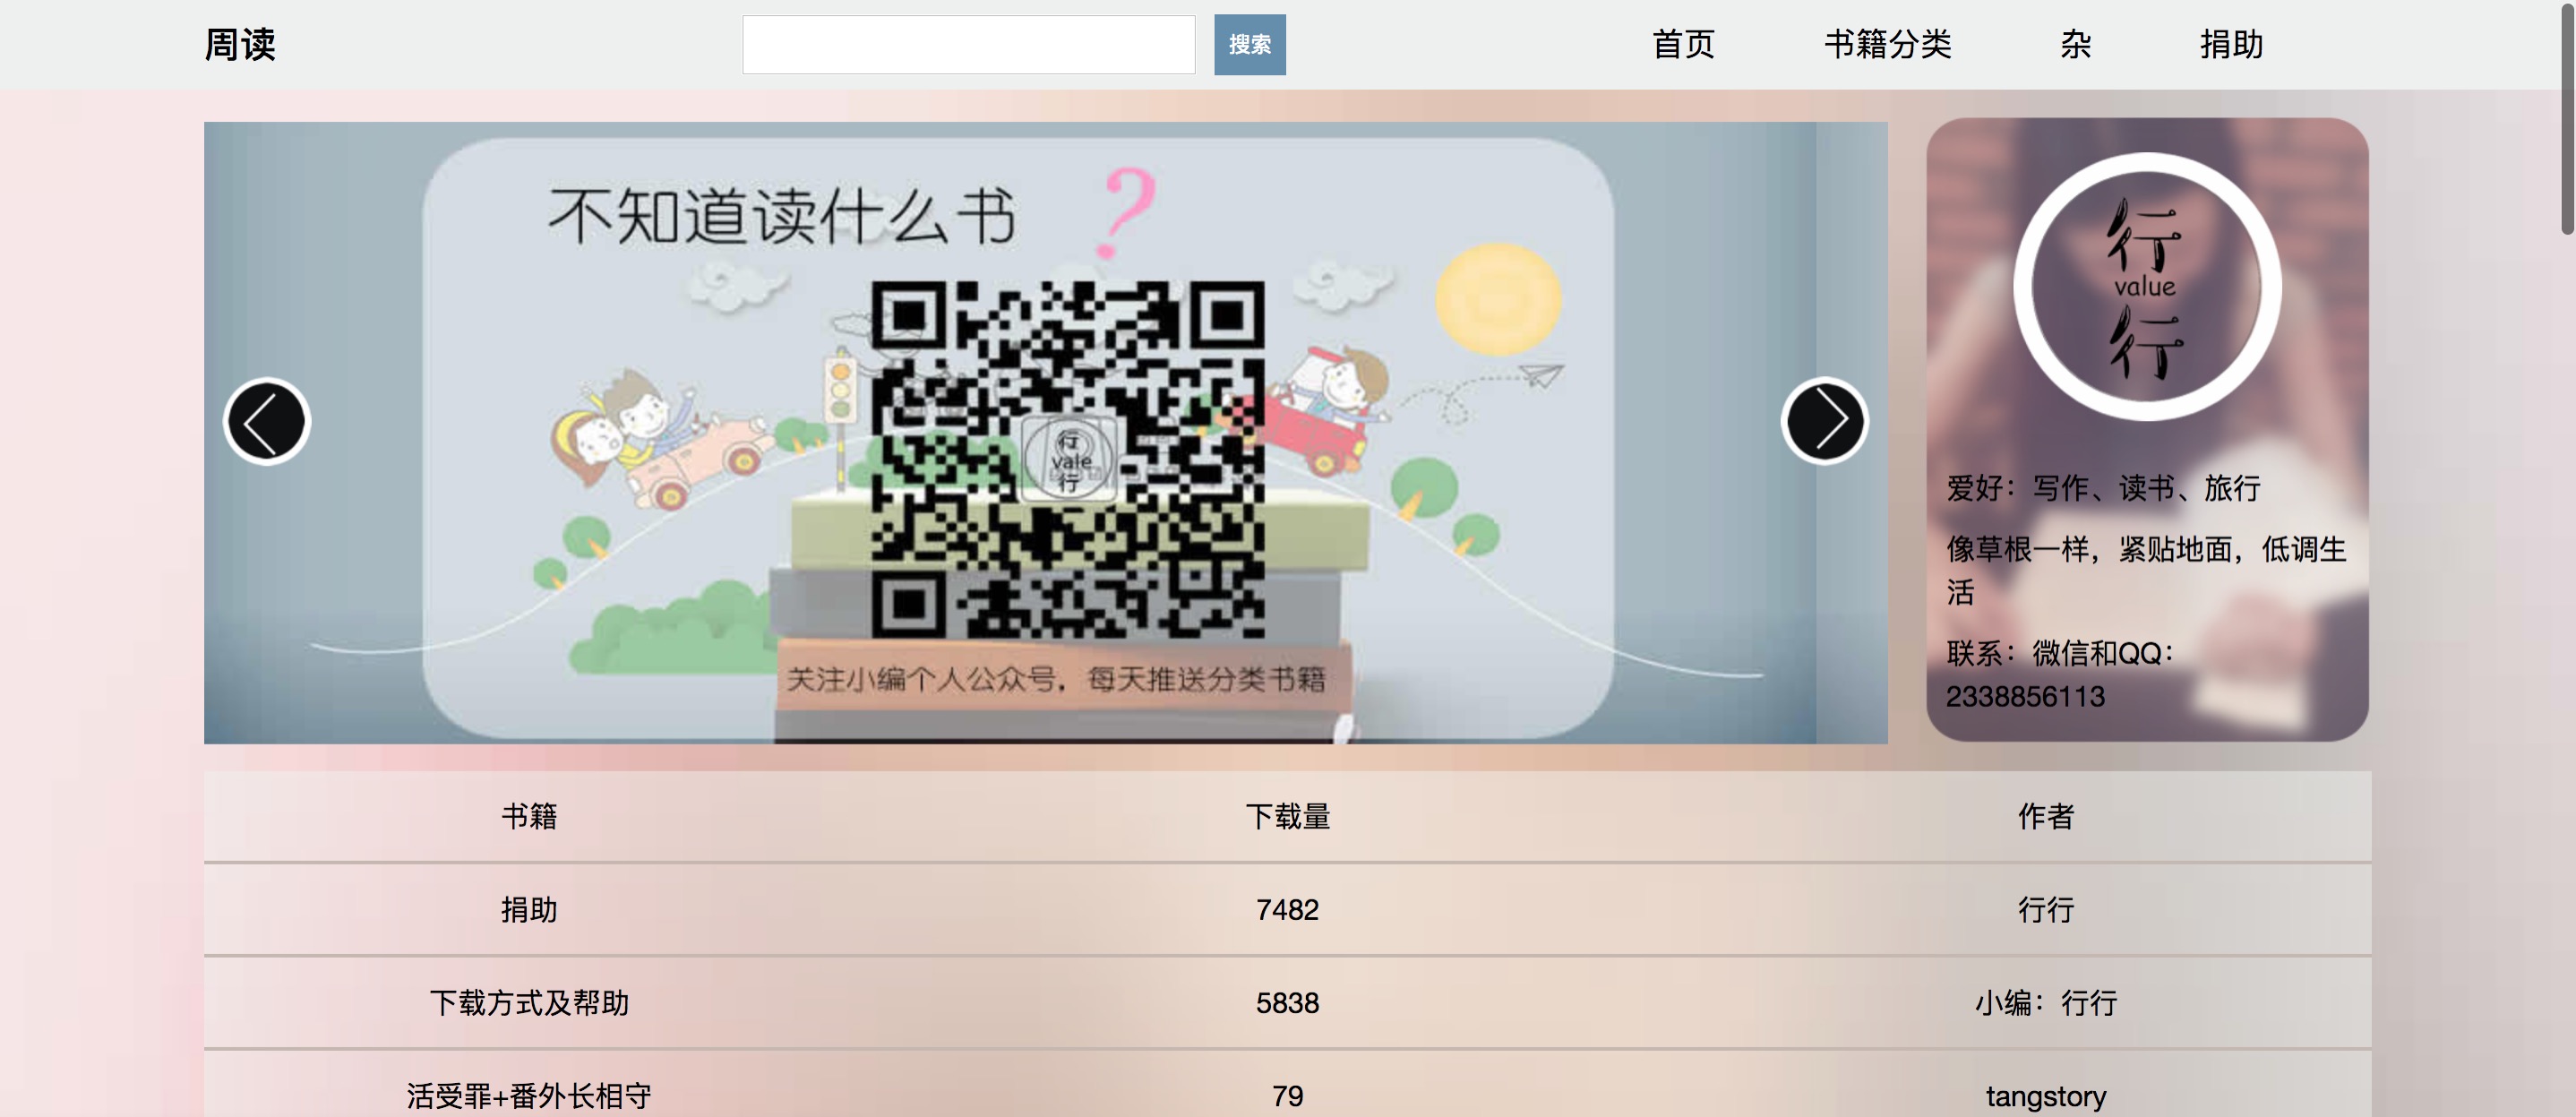 周读
搜索
首页
书籍分类
杂
捐助
不知道读什么书 ?
行
vale
行
关注小编个人公众号，每天推送分类书籍
行
value
行
爱好：写作、读书、旅行
像草根一样，紧贴地面，低调生
活
联系：微信和QQ：
2338856113
书籍 下载量 作者
捐助 7482 行行
下载方式及帮助 5838 小编：行行
活受罪+番外长相守 79 tangstory